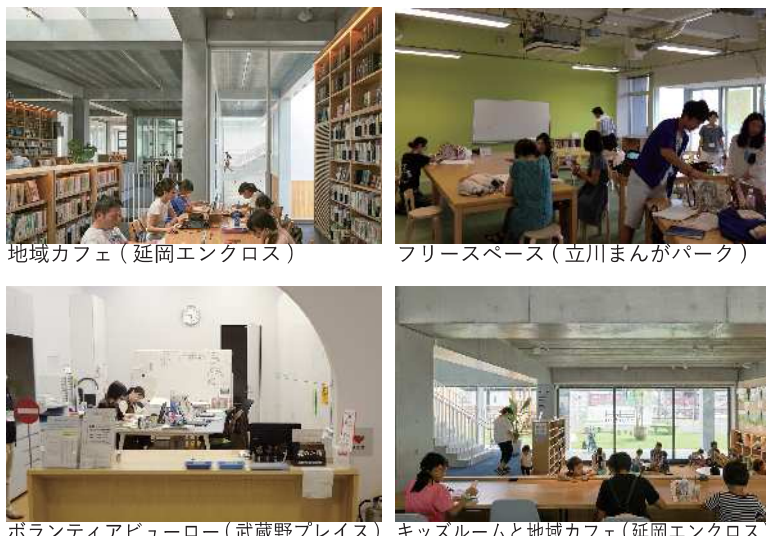 地域カフェ ( 延岡エンクロス )
フリースペース ( 立川まんがパーク )
ボランティアビューロー ( 武蔵野プレイス )
キッズルームと地域カフェ ( 延岡エンクロス )